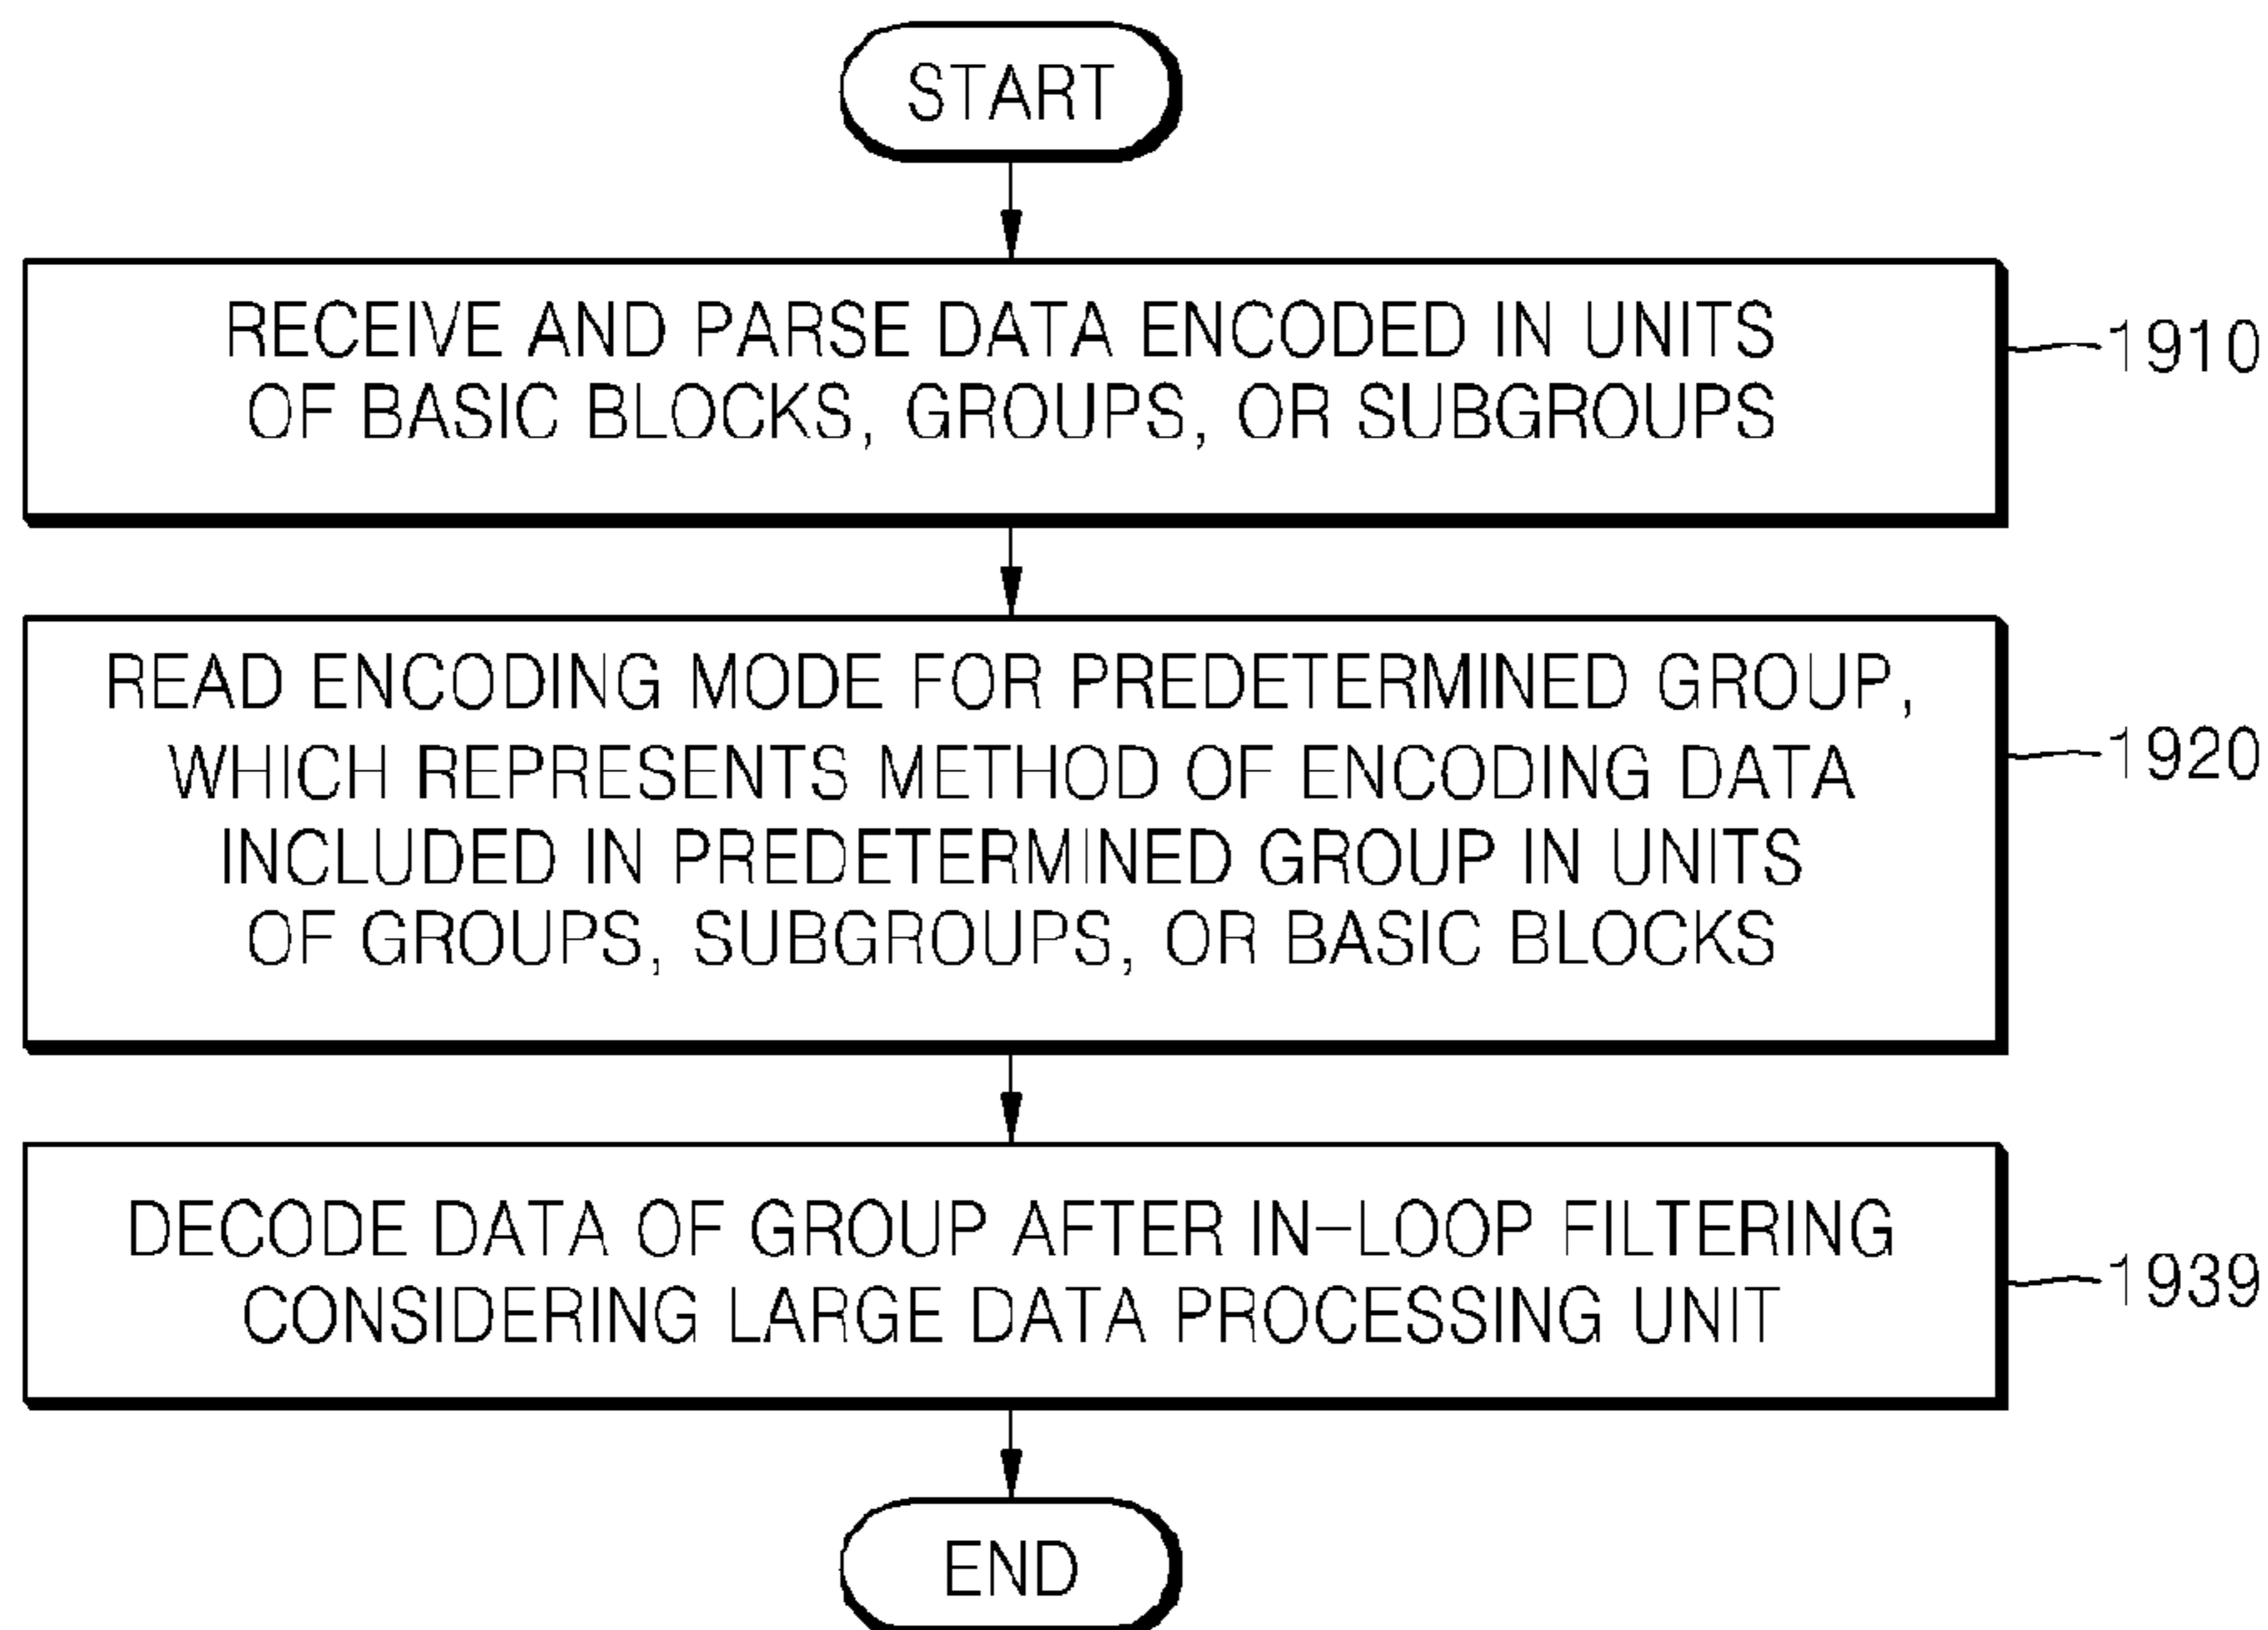 START
RECEIVE AND PARSE DATA ENCODED IN UNITS
OF BASIC BLOCKS, GROUPS, OR SUBGROUPS
1910
READ ENCODING MODE FOR PREDETERMINED GROUP,
WHICH REPRESENTS METHOD OF ENCODING DATA
INCLUDED IN PREDETERMINED GROUP IN UNITS
OF GROUPS, SUBGROUPS, OR BASIC BLOCKS
1920
DECODE DATA OF GROUP AFTER IN-LOOP FILTERING
CONSIDERING LARGE DATA PROCESSING UNIT
1939
END